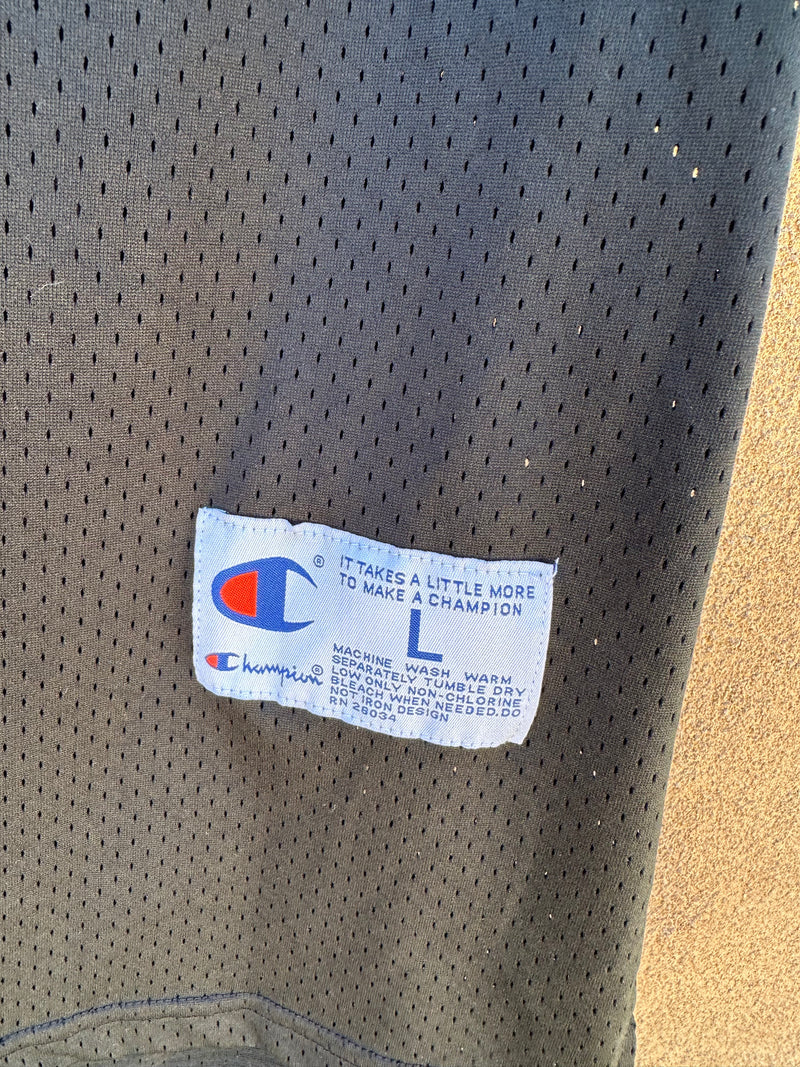 ®
IT TAKES A LITTLE MORE
TO MAKE A CHAMPION
L
Champion®
MACHINE WASH WARM
SEPARATELY TUMBLE DRY
LOW ONLY NON-CHLORINE
BLEACH WHEN NEEDED.DO
NOT IRON DESIGN
RN 28034